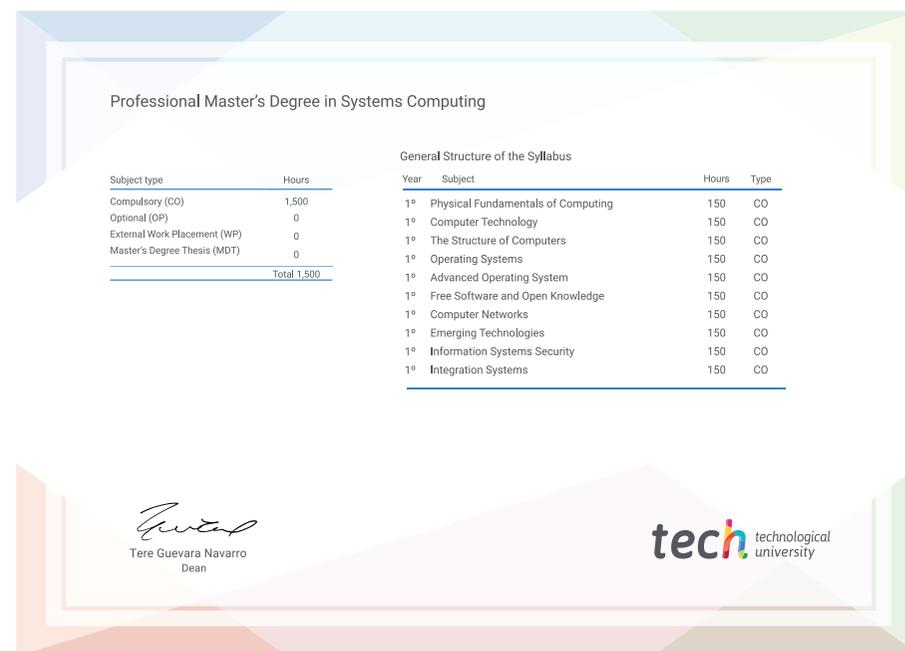 Professional Master's Degree in Systems Computing
General Structure of the Syllabus
Subject type Hours
Compulsory (CO) 1,500
Optional (OP) 0
External Work Placement (WP) 0
Master's Degree Thesis (MDT) 0
Total 1,500
Year Subject Hours Type
1º Physical Fundamentals of Computing 150 CO
1º Computer Technology 150 CO
1º The Structure of Computers 150 CO
1º Operating Systems 150 CO
1º Advanced Operating System 150 CO
1º Free Software and Open Knowledge 150 CO
1º Computer Networks 150 CO
1º Emerging Technologies 150 CO
1º Information Systems Security 150 CO
1º Integration Systems 150 CO
Tere Guevara Navarro
Dean
tech technological
university